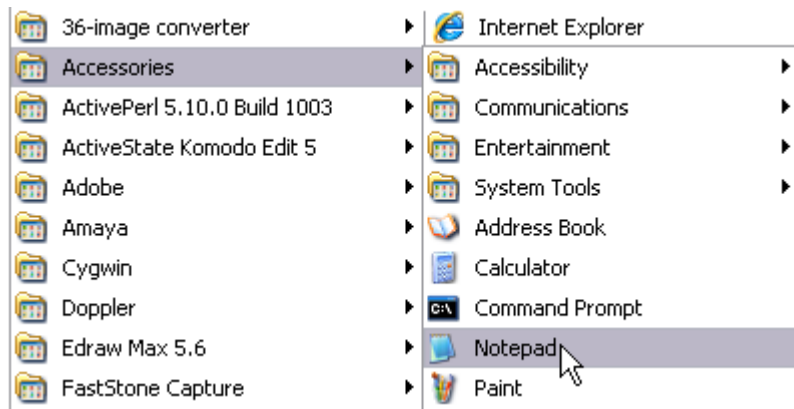 36-image converter
Accessories
ActivePerl 5.10.0 Build 1003
ActiveState Komodo Edit 5
Adobe
Amaya
Cygwin
Doppler
Edraw Max 5.6
FastStone Capture
Internet Explorer
Accessibility
Communications
Entertainment
System Tools
Address Book
Calculator
C:\ Command Prompt
Notepad
Paint